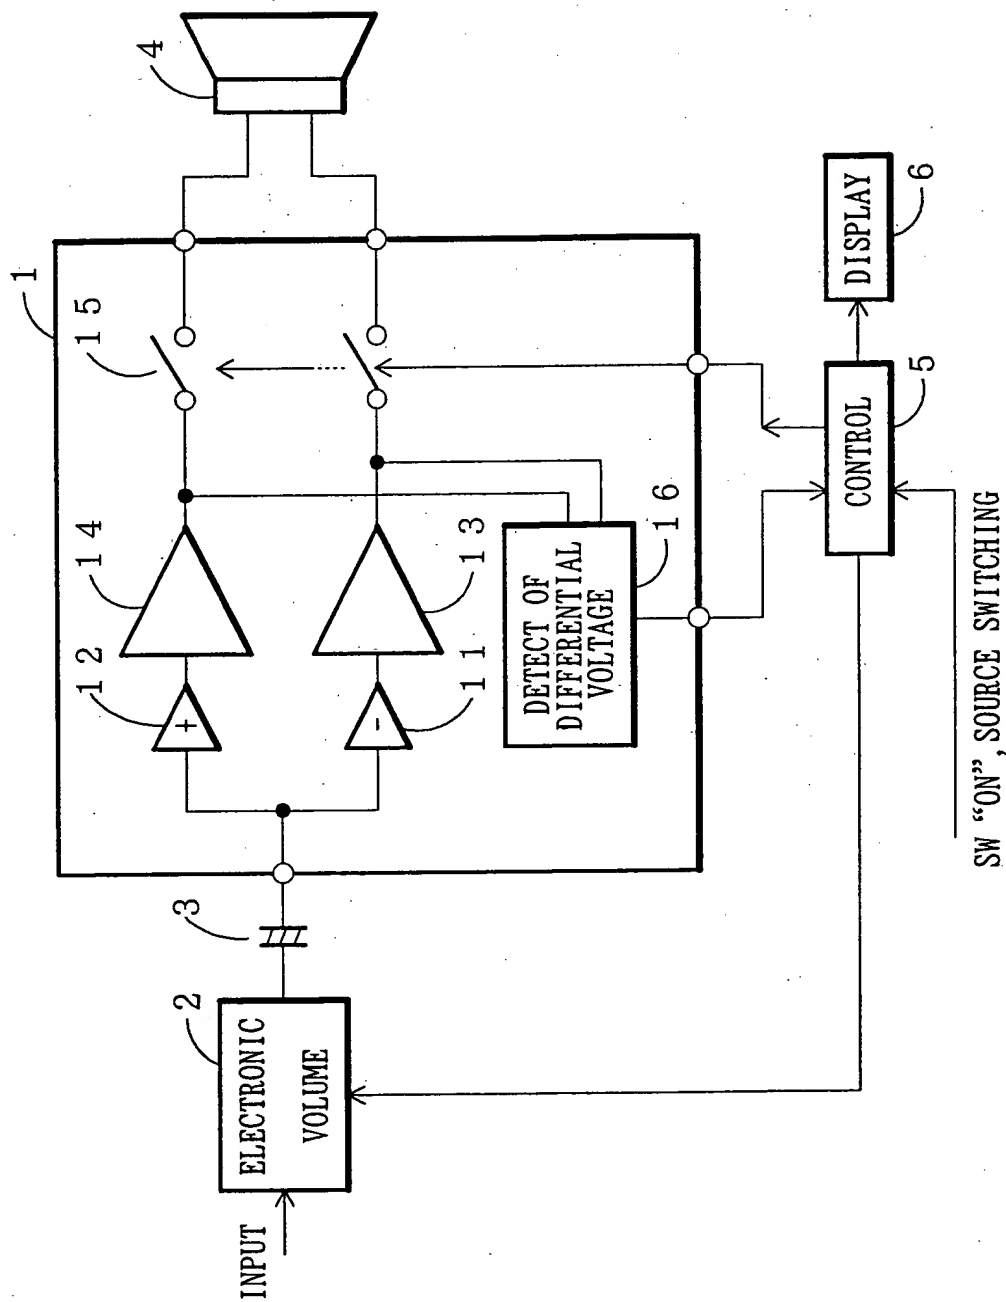 INPUT
ELECTRONIC
VOLUME
2
3
1
12
14
15
4
+
-
11
13
DETECT OF
DIFFERENTIAL
VOLTAGE
16
CONTROL
5
DISPLAY
6
SW “ON”, SOURCE SWITCHING